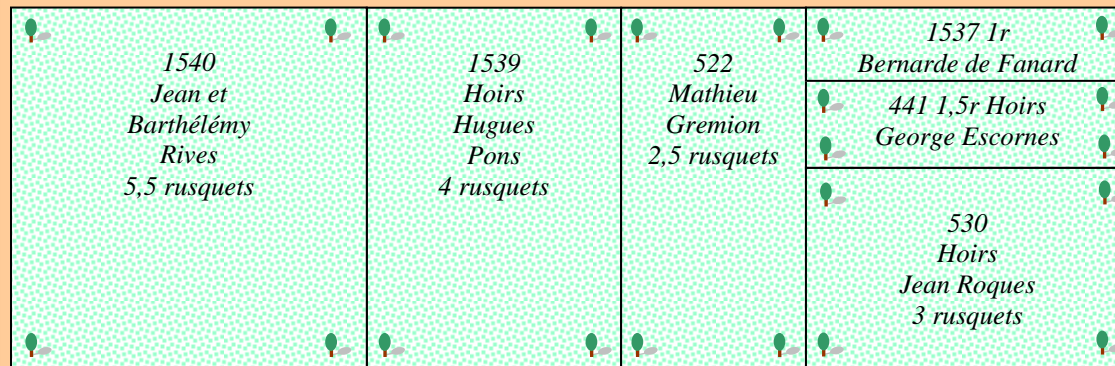 1540
Jean et
Barthélémy
Rives
5,5 rusquets
1539
Hoirs
Hugues
Pons
4 rusquets
522
Mathieu
Gremion
2,5 rusquets
1537 1r
Bernarde de Fanard
441 1,5r Hoirs
George Escornes
530
Hoirs
Jean Roques
3 rusquets